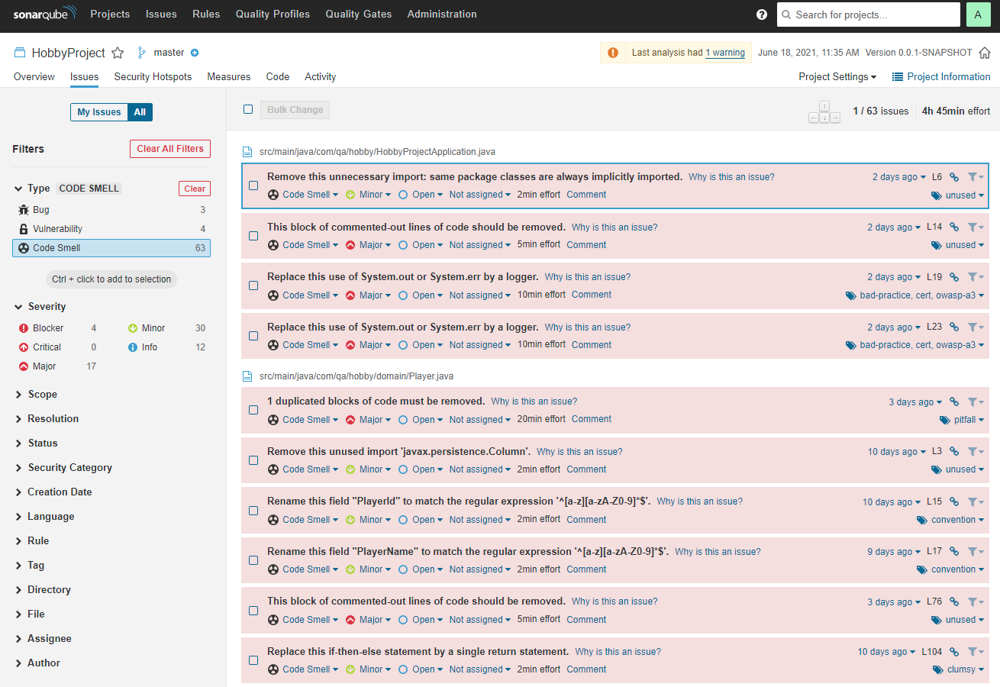 sonarqube Projects Issues Rules Quality Profiles Quality Gates Administration ? Search for projects... A
HobbyProject master Last analysis had 1 warning June 18, 2021, 11:35 AM Version 0.0.1-SNAPSHOT
Overview Issues Security Hotspots Measures Code Activity Project Settings Project Information
My Issues All
Bulk Change
1 / 63 issues 4h 45min effort
Filters Clear All Filters
Type CODE SMELL Clear
Bug 3
Vulnerability 4
Code Smell 63
Ctrl + click to add to selection
Severity
Blocker 4 Minor 30
Critical 0 Info 12
Major 17
Scope
Resolution
Status
Security Category
Creation Date
Language
Rule
Tag
Directory
File
Assignee
Author
src/main/java/com/qa/hobby/HobbyProjectApplication.java
Remove this unnecessary import: same package classes are always implicitly imported. Why is this an issue? 2 days ago L6
Code Smell Minor Open Not assigned 2min effort Comment unused
This block of commented-out lines of code should be removed. Why is this an issue? 2 days ago L14
Code Smell Major Open Not assigned 5min effort Comment unused
Replace this use of System.out or System.err by a logger. Why is this an issue? 2 days ago L19
Code Smell Major Open Not assigned 10min effort Comment bad-practice, cert, owasp-a3
Replace this use of System.out or System.err by a logger. Why is this an issue? 2 days ago L23
Code Smell Major Open Not assigned 10min effort Comment bad-practice, cert, owasp-a3
src/main/java/com/qa/hobby/domain/Player.java
1 duplicated blocks of code must be removed. Why is this an issue? 3 days ago
Code Smell Major Open Not assigned 20min effort Comment pitfall
Remove this unused import 'javax.persistence.Column'. Why is this an issue? 10 days ago L3
Code Smell Minor Open Not assigned 2min effort Comment unused
Rename this field "PlayerId" to match the regular expression '^[a-z][a-zA-Z0-9]*$'. Why is this an issue? 10 days ago L15
Code Smell Minor Open Not assigned 2min effort Comment convention
Rename this field "PlayerName" to match the regular expression '^[a-z][a-zA-Z0-9]*$'. Why is this an issue? 9 days ago L17
Code Smell Minor Open Not assigned 2min effort Comment convention
This block of commented-out lines of code should be removed. Why is this an issue? 3 days ago L76
Code Smell Major Open Not assigned 5min effort Comment unused
Replace this if-then-else statement by a single return statement. Why is this an issue? 10 days ago L104
Code Smell Minor Open Not assigned 2min effort Comment clumsy